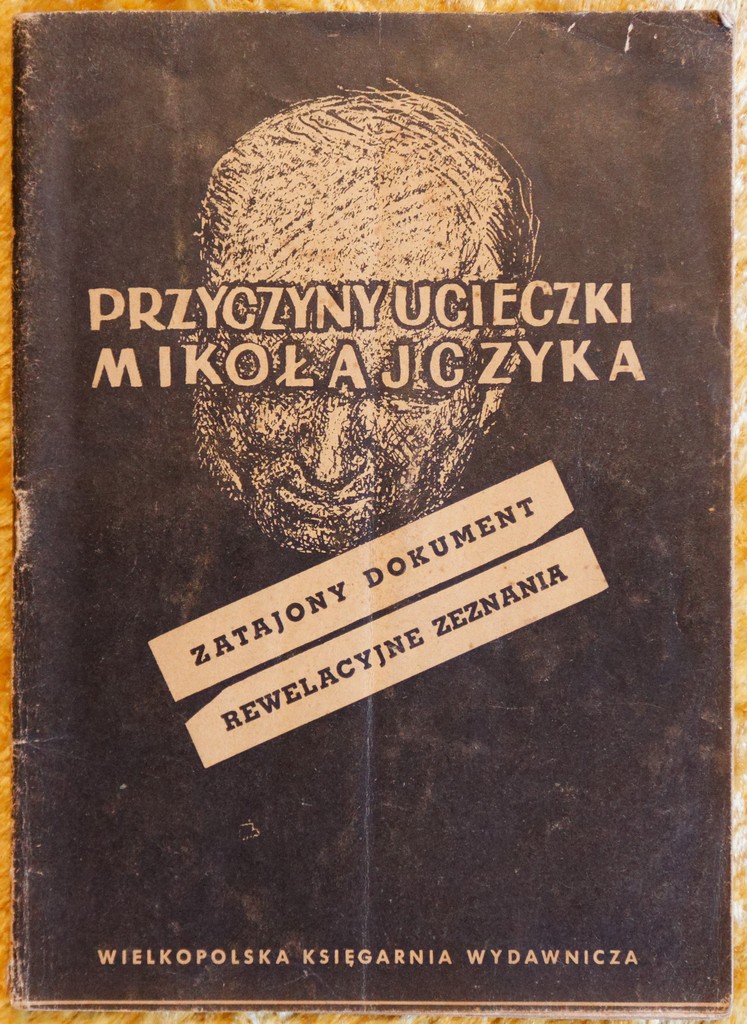 PRZYCZYNY UCIECZKI
MIKOŁAJCZYKA
ZATAJONY DOKUMENT
REWELACYJNE ZEZNANIA
WIELKOPOLSKA KSIĘGARNIA WYDAWNICZA